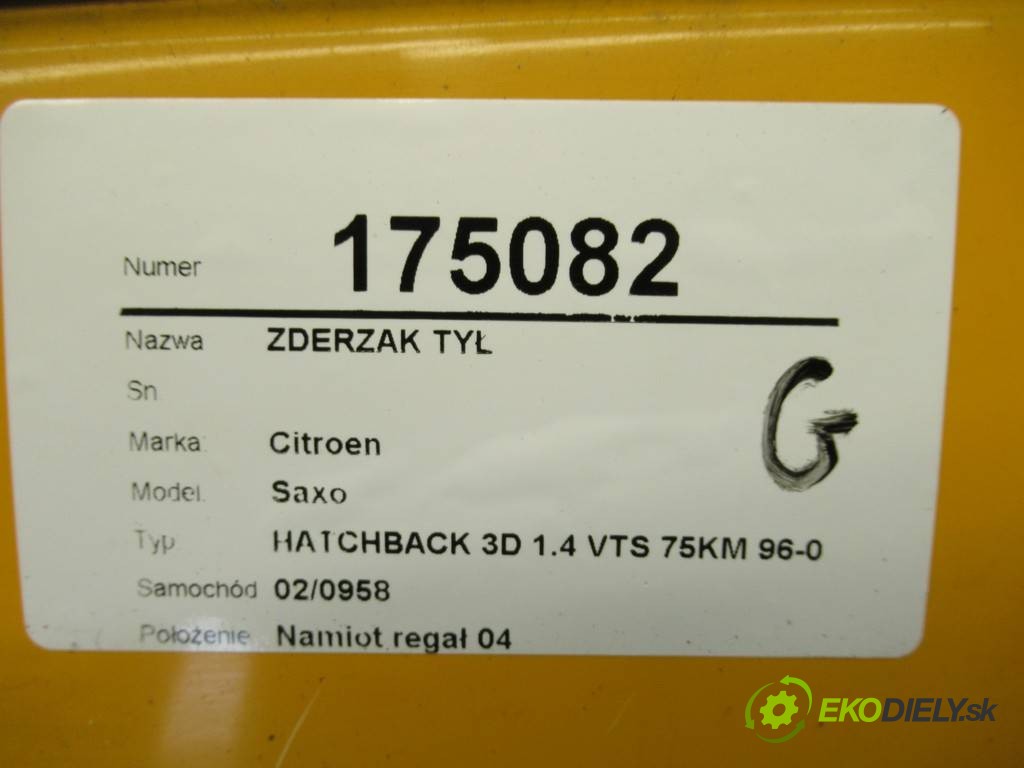 Numer 175082
Nazwa ZDERZAK TYŁ
Sn
Marka: Citroen
Model: Saxo
Typ HATCHBACK 3D 1.4 VTS 75KM 96-0
Samochód 02/0958
Położenie Namiot regał 04
G
EKODIELY.sk